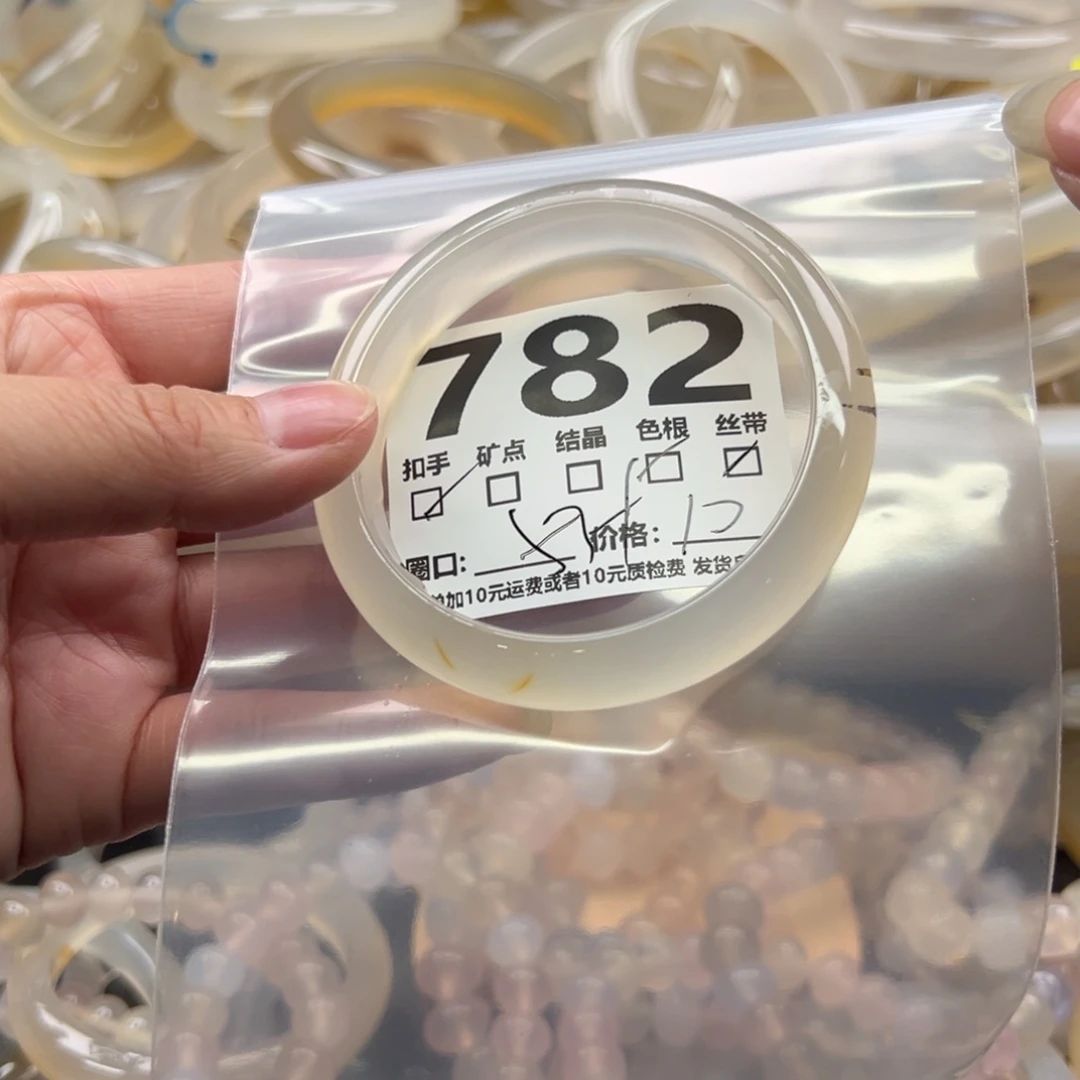 782
扣手 矿点 结晶 色根 丝带
圈口: 价格:
加10元运费或者10元质检费 发货